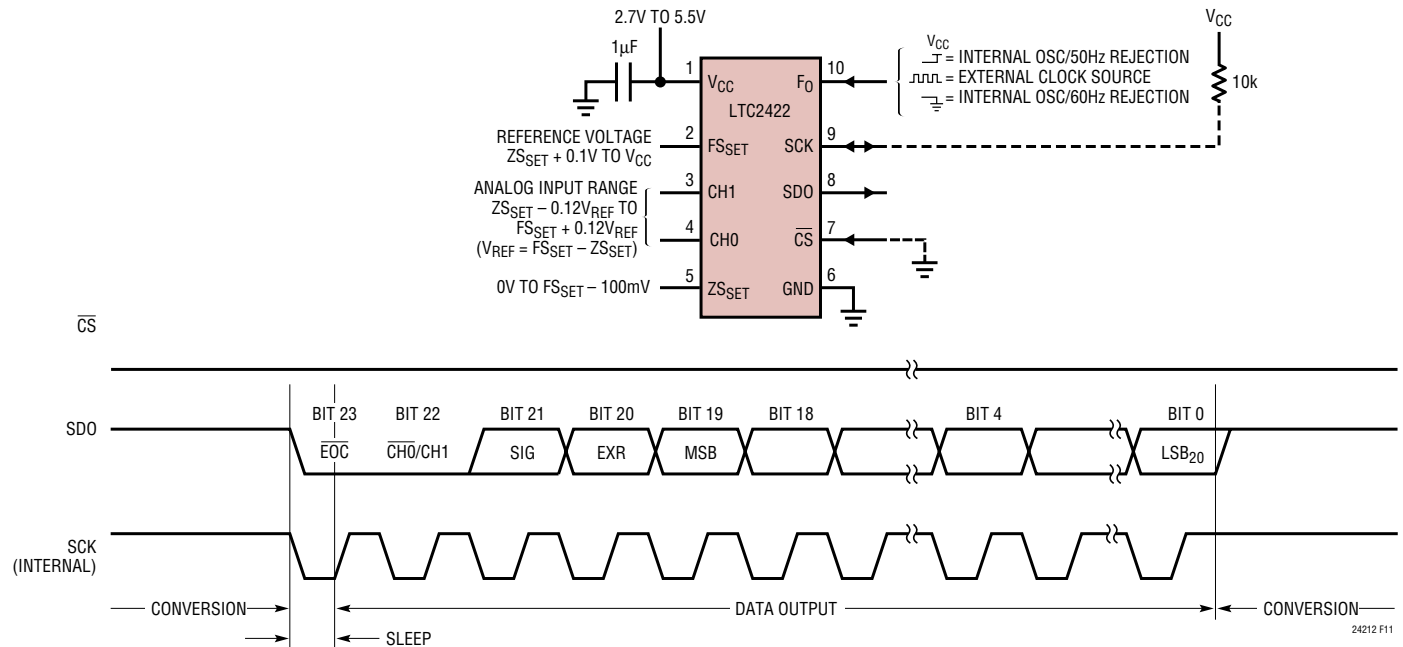 2.7V TO 5.5V
1µF
1
VCC
LTC2422
10
FO
VCC
= INTERNAL OSC/50Hz REJECTION
= EXTERNAL CLOCK SOURCE
= INTERNAL OSC/60Hz REJECTION
VCC
10k
REFERENCE VOLTAGE
ZSSET + 0.1V TO VCC
2
FSSET
9
SCK
ANALOG INPUT RANGE
ZSSET – 0.12VREF TO
FSSET + 0.12VREF
(VREF = FSSET – ZSSET)
3
CH1
8
SDO
4
CH0
7
CS
0V TO FSSET – 100mV
5
ZSSET
6
GND
CS
SDO
BIT 23
EOC
BIT 22
CH0/CH1
BIT 21
SIG
BIT 20
EXR
BIT 19
MSB
BIT 18
BIT 4
BIT 0
LSB20
SCK
(INTERNAL)
CONVERSION
SLEEP
DATA OUTPUT
CONVERSION
24212 F11